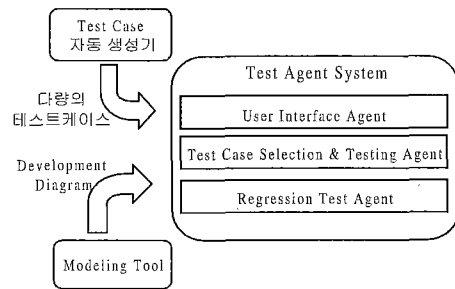 Test Case
자동 생성기
다량의
테스트케이스
Development
Diagram
Modeling Tool
Test Agent System
User Interface Agent
Test Case Selection & Testing Agent
Regression Test Agent